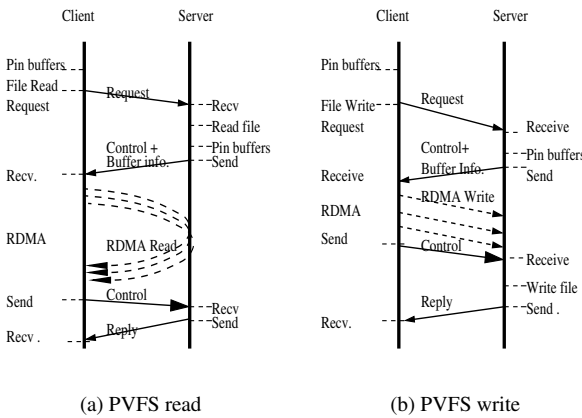 Client Server
Pin buffers
File Read
Request
Request
Recv
Read file
Control +
Pin buffers
Buffer info.
Send
Recv.
RDMA
RDMA Read
Send
Control
Recv
Reply
Send
Recv .
(a) PVFS read
Client Server
Pin buffers
File Write
Request
Request
Receive
Control+
Pin buffers
Buffer Info.
Receive
Send
RDMA Write
RDMA
Send
Control
Receive
Write file
Reply
Send .
Recv.
(b) PVFS write